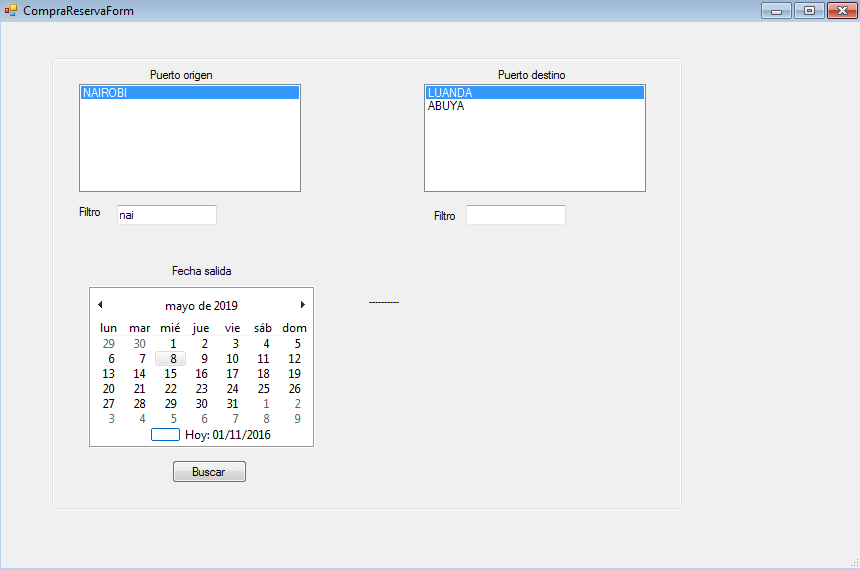 CompraReservaForm
Puerto origen
NAIROBI
Filtro nai
Puerto destino
LUANDA
ABUYA
Filtro
Fecha salida
mayo de 2019
lun mar mié jue vie sáb dom
29 30 1 2 3 4 5
6 7 8 9 10 11 12
13 14 15 16 17 18 19
20 21 22 23 24 25 26
27 28 29 30 31 1 2
3 4 5 6 7 8 9
Hoy: 01/11/2016
----------
Buscar